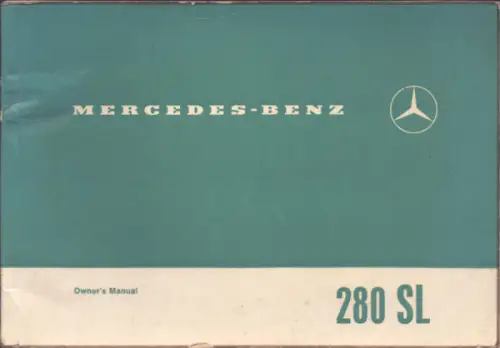 MERCEDES-BENZ
Owner's Manual
280 SL